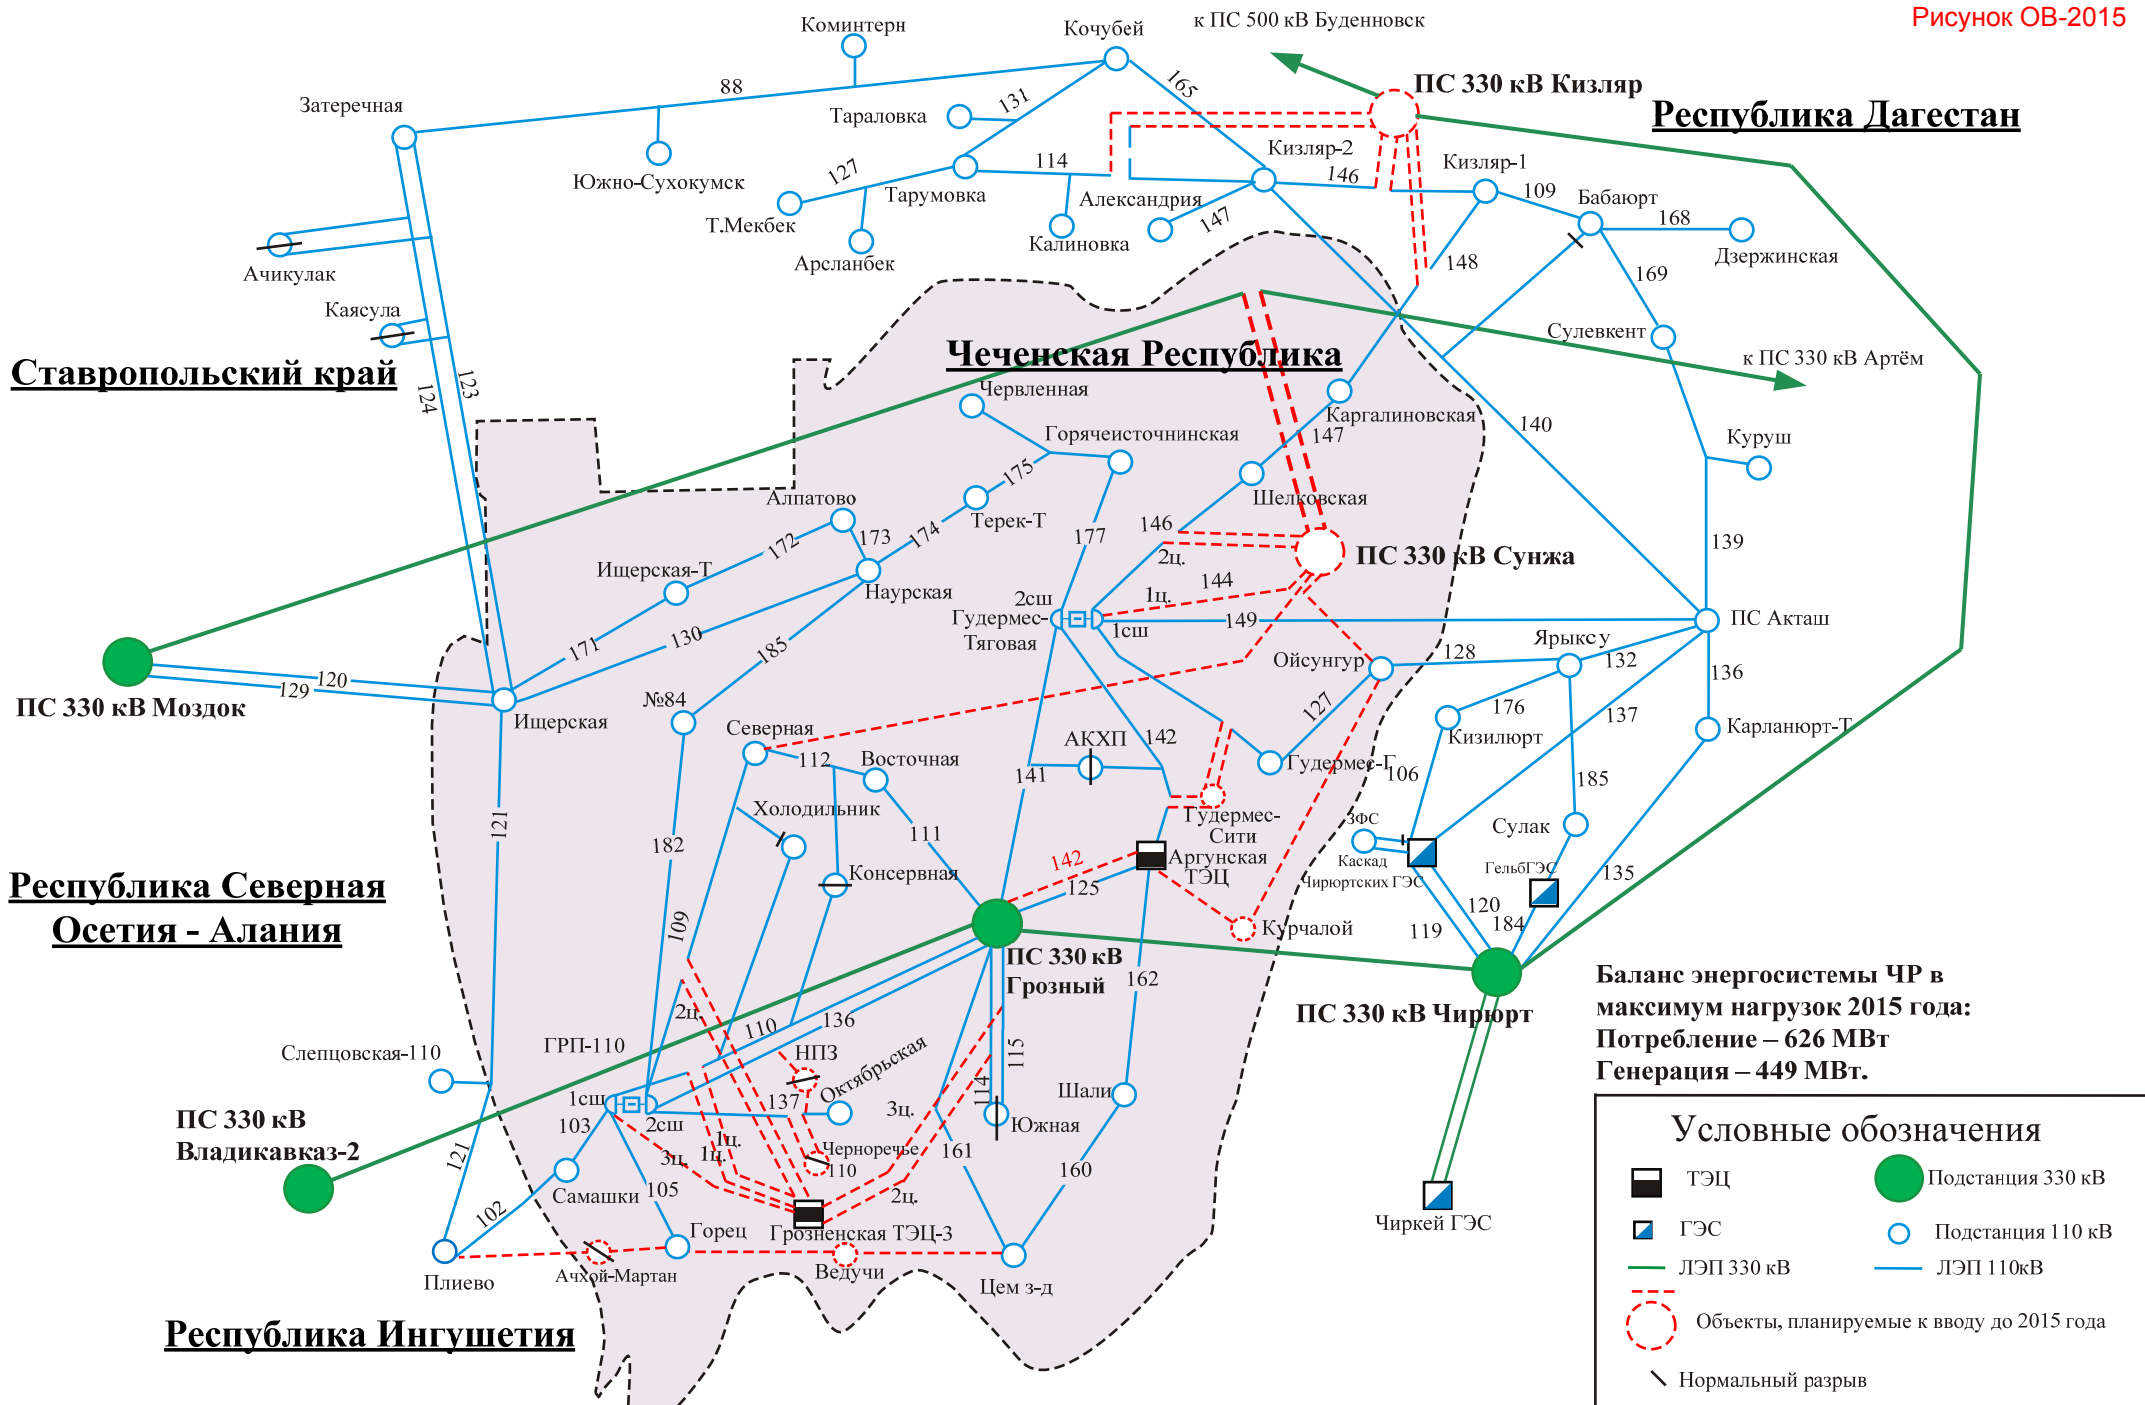 Рисунок ОВ-2015
к ПС 500 кВ Буденновск
Коминтерн
Кочубей
88
165
ПС 330 кВ Кизляр
Республика Дагестан
Затеречная
Тараловка
131
Южно-Сухокумск
127
Т.Мекбек
Арсланбек
Тарумовка
114
Калиновка
Александрия
147
Кизляр-2
146
Кизляр-1
109
Бабаюрт
168
Дзержинская
148
169
Ачикулак
Каясула
Сулевкент
к ПС 330 кВ Артём
Ставропольский край
124
123
Чеченская Республика
Червленная
Каргалиновская
147
140
Горячеисточнинская
Куруш
175
Шелковская
Алпатово
Терек-Т
172
173
174
177
146
2ц.
139
ПС 330 кВ Сунжа
Ищерская-Т
Наурская
144
1ц.
2сш
Гудермес-
Тяговая
1сш
149
ПС Акташ
171
130
185
Ярыксу
Ойсунгур
128
132
136
120
129
ПС 330 кВ Моздок
Ищерская
№84
Северная
112
Восточная
АКХП
142
127
176
Кизилюрт
137
Карланюрт-Т
141
Гудермес-Г
106
185
Холодильник
121
182
111
Гудермес-
Сити
ЗФС
Сулак
142
Аргунская
ТЭЦ
125
Каскад
Чирюртских ГЭС
ГельбГЭС
135
Консервная
Республика Северная
Осетия - Алания
109
120
184
119
Курчалой
ПС 330 кВ
Грозный
162
ПС 330 кВ Чирюрт
Баланс энергосистемы ЧР в
максимум нагрузок 2015 года:
Потребление – 626 МВт
Генерация – 449 МВт.
2ц.
110
136
ГРП-110
НПЗ
Октябрьская
115
114
Слепцовская-110
1сш
103
2сш
137
3ц.
Шали
Южная
ПС 330 кВ
Владикавказ-2
121
1ц.
1ц.
3ц.
Черноречье
110
161
160
Самашки
105
2ц.
102
Горец
Грозненская ТЭЦ-3
Плиево
Ачхой-Мартан
Ведучи
Цем з-д
Чиркей ГЭС
Республика Ингушетия
Условные обозначения
ТЭЦ
Подстанция 330 кВ
ГЭС
Подстанция 110 кВ
ЛЭП 330 кВ
ЛЭП 110кВ
Объекты, планируемые к вводу до 2015 года
Нормальный разрыв